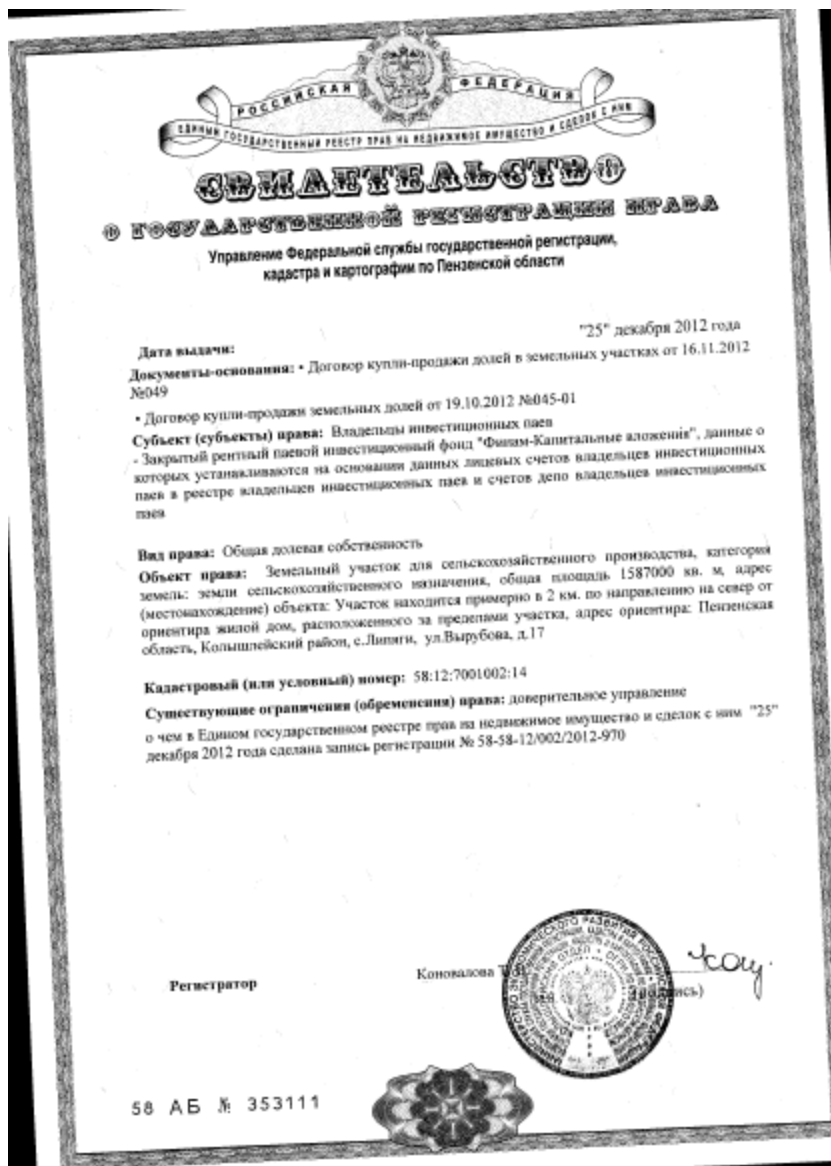 РОССИЙСКАЯ ФЕДЕРАЦИЯ
ЕДИНЫЙ ГОСУДАРСТВЕННЫЙ РЕЕСТР ПРАВ НА НЕДВИЖИМОЕ ИМУЩЕСТВО И СДЕЛОК С НИМ
СВИДЕТЕЛЬСТВО
О ГОСУДАРСТВЕННОЙ РЕГИСТРАЦИИ ПРАВА
Управление Федеральной службы государственной регистрации,
кадастра и картографии по Пензенской области
Дата выдачи: "25" декабря 2012 года
Документы-основания: • Договор купли-продажи долей в земельных участках от 16.11.2012
№049
• Договор купли-продажи земельных долей от 19.10.2012 №045-01
Субъект (субъекты) права: Владельцы инвестиционных паев
- Закрытый рентный паевой инвестиционный фонд "Финам-Капитальные вложения", данные о
которых устанавливаются на основании данных лицевых счетов владельцев инвестиционных
паев в реестре владельцев инвестиционных паев и счетов депо владельцев инвестиционных
паев
Вид права: Общая долевая собственность
Объект права: Земельный участок для сельскохозяйственного производства, категория
земель: земли сельскохозяйственного назначения, общая площадь 1587000 кв. м, адрес
(местонахождение) объекта: Участок находится примерно в 2 км. по направлению на север от
ориентира жилой дом, расположенного за пределами участка, адрес ориентира: Пензенская
область, Колышлейский район, с.Липяги, ул.Вырубова, д.17
Кадастровый (или условный) номер: 58:12:7001002:14
Существующие ограничения (обременения) права: доверительное управление
о чем в Едином государственном реестре прав на недвижимое имущество и сделок с ним "25"
декабря 2012 года сделана запись регистрации № 58-58-12/002/2012-970
Регистратор Коновалова
(подпись)
58 АБ № 353111